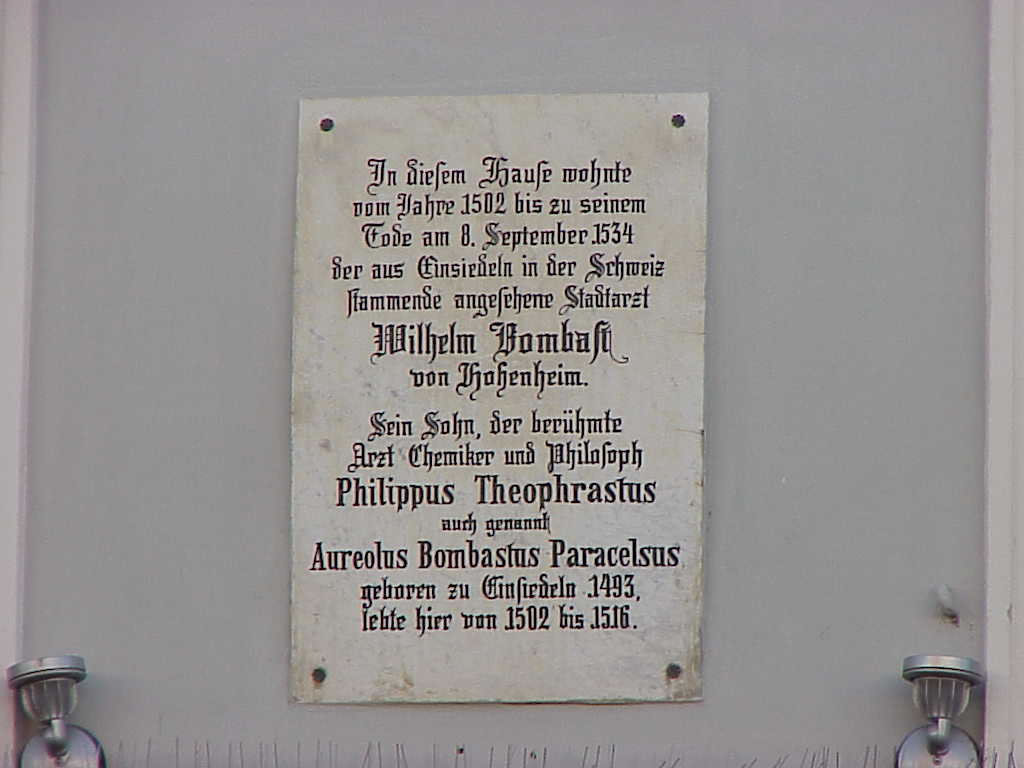 In dieſem Hauſe wohnte
vom Jahre 1502 bis zu seinem
Tode am 8. September 1534
der aus Einsiedeln in der Schweiz
ſtammende angeſehene Stadtarzt
Wilhelm Bombaſt
von Hohenheim.
Sein Sohn, der berühmte
Arzt Chemiker und Philoſoph
Philippus Theophrastus
auch genannt
Aureolus Bombastus Paracelsus
geboren zu Einſiedeln 1493,
lebte hier von 1502 bis 1516.